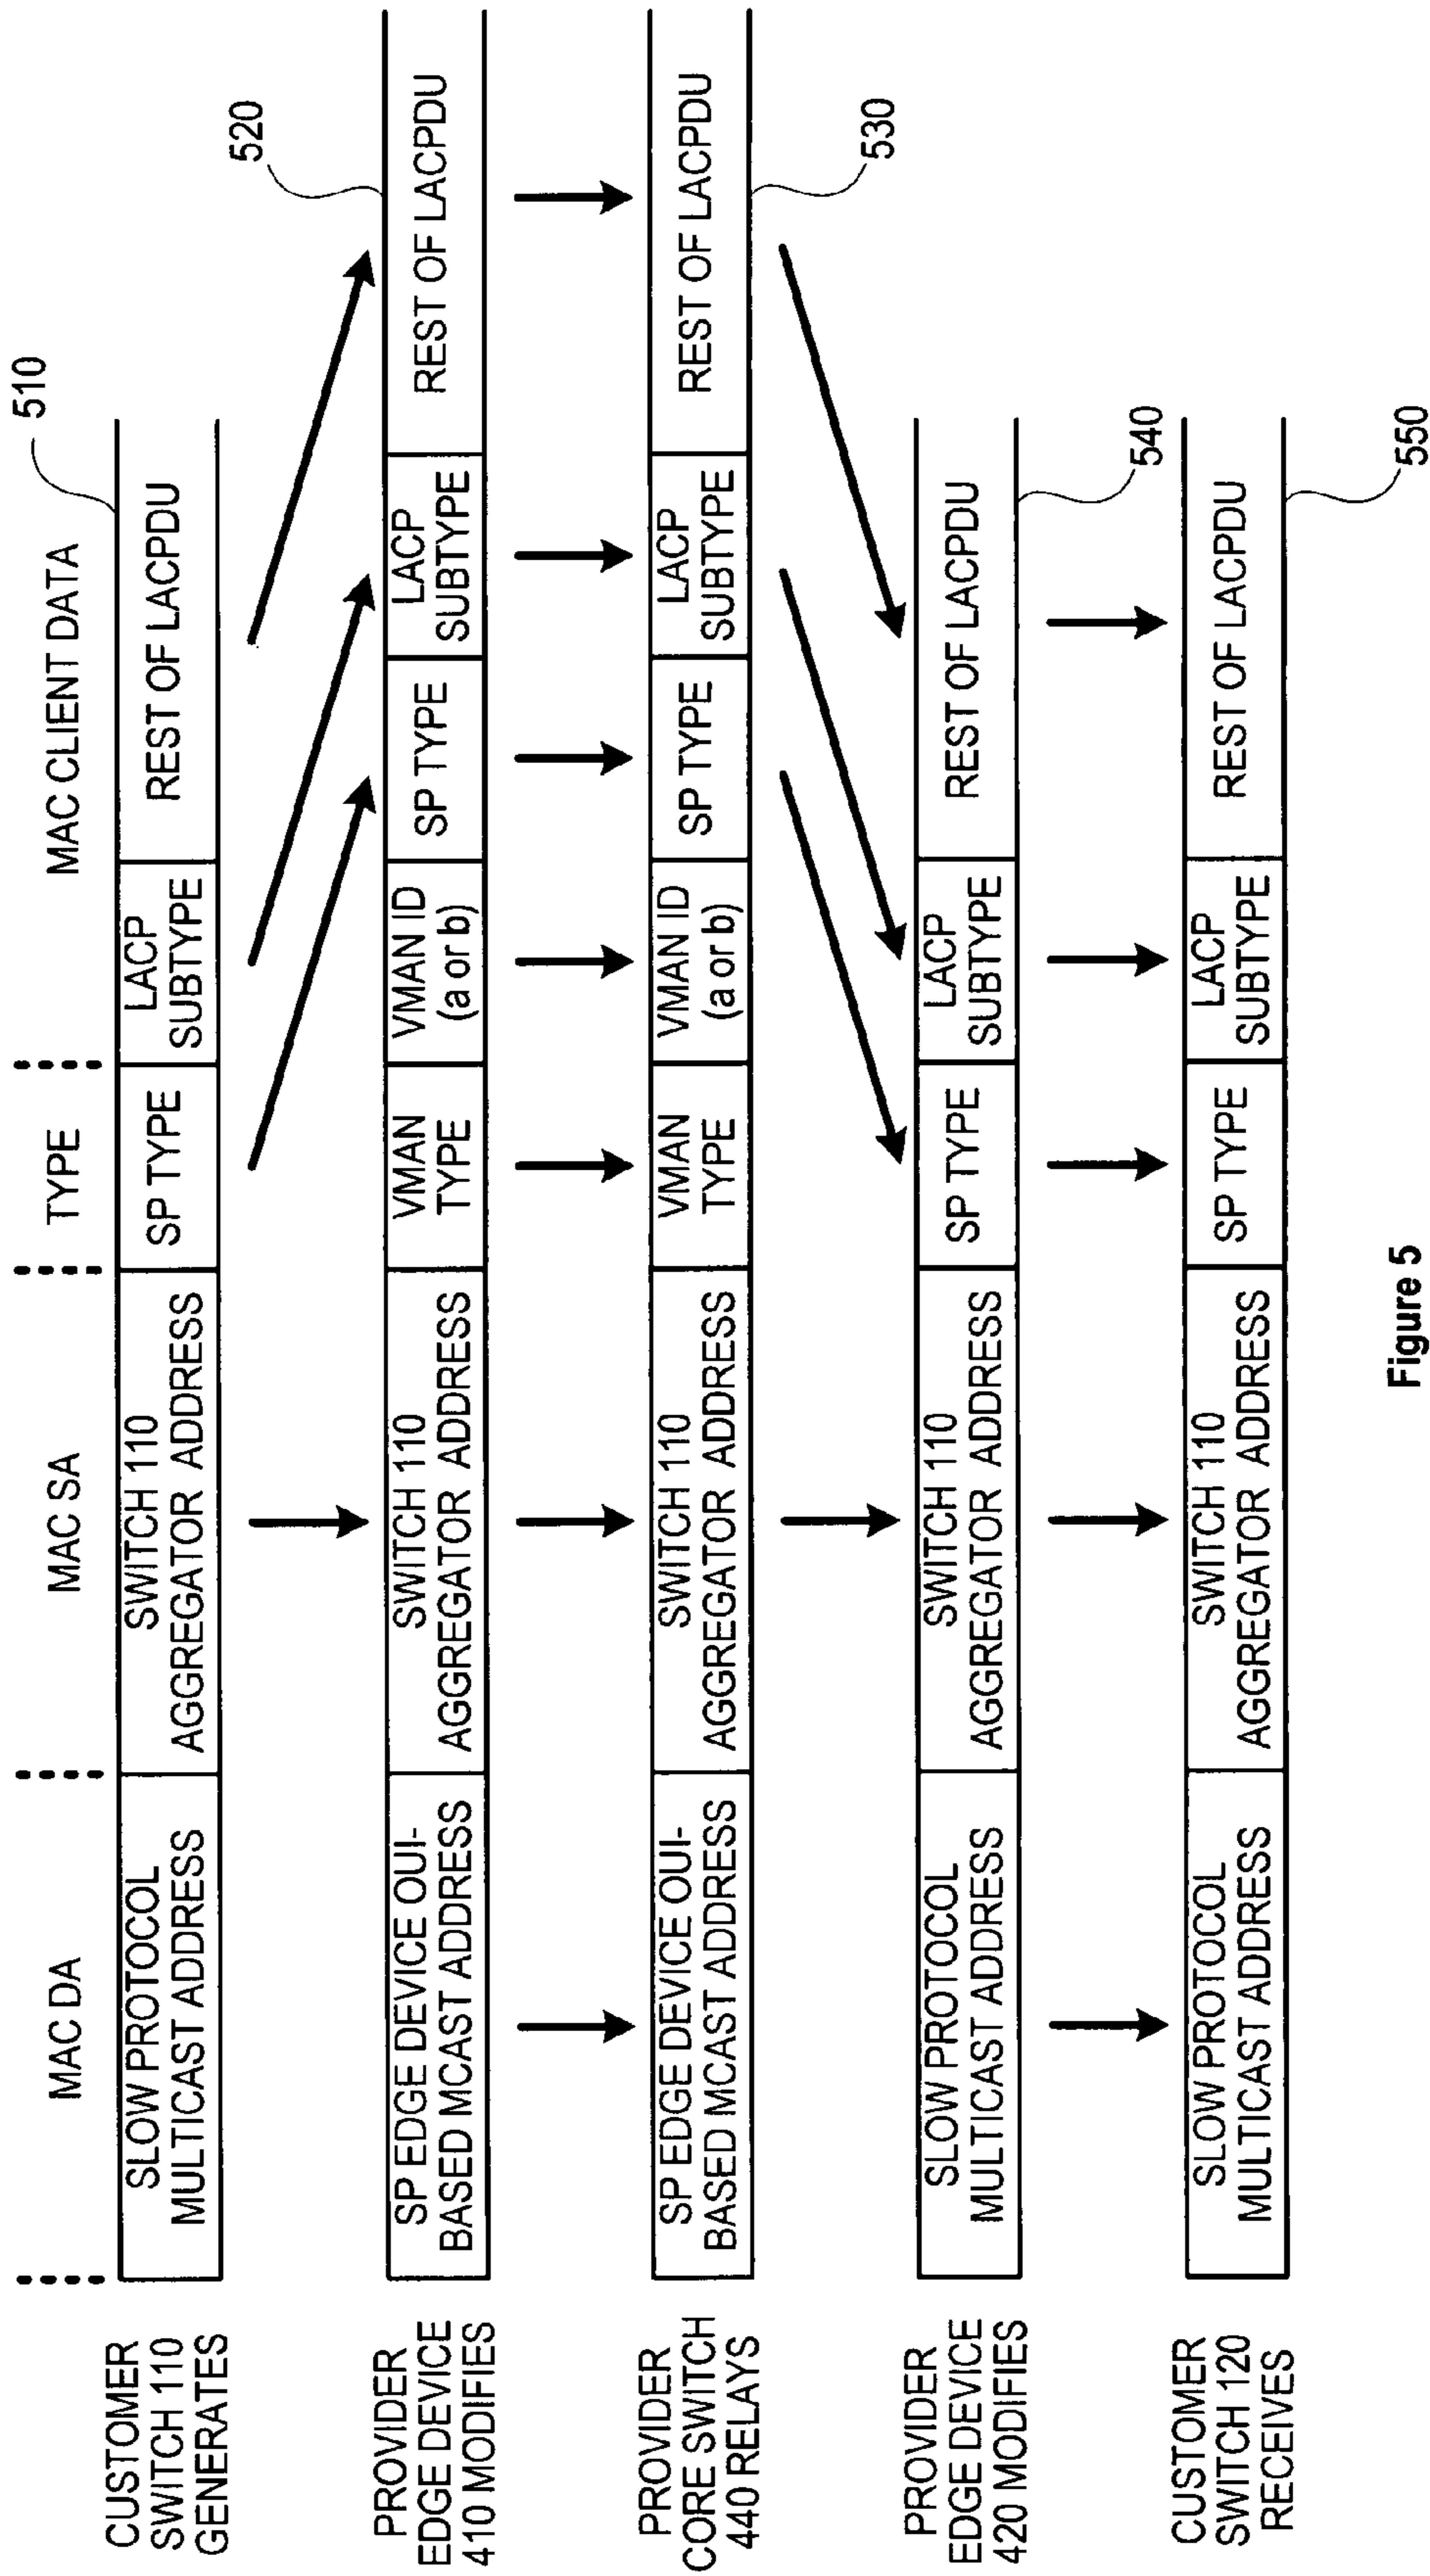 MAC DA
MAC SA
TYPE
MAC CLIENT DATA
510
CUSTOMER
SWITCH 110
GENERATES
SLOW PROTOCOL
MULTICAST ADDRESS
SWITCH 110
AGGREGATOR ADDRESS
SP TYPE
LACP
SUBTYPE
REST OF LACPDU
520
PROVIDER
EDGE DEVICE
410 MODIFIES
SP EDGE DEVICE OUI-
BASED MCAST ADDRESS
SWITCH 110
AGGREGATOR ADDRESS
VMAN
TYPE
VMAN ID
(a or b)
SP TYPE
LACP
SUBTYPE
REST OF LACPDU
PROVIDER
CORE SWITCH
440 RELAYS
SP EDGE DEVICE OUI-
BASED MCAST ADDRESS
SWITCH 110
AGGREGATOR ADDRESS
VMAN
TYPE
VMAN ID
(a or b)
SP TYPE
LACP
SUBTYPE
REST OF LACPDU
530
PROVIDER
EDGE DEVICE
420 MODIFIES
SLOW PROTOCOL
MULTICAST ADDRESS
SWITCH 110
AGGREGATOR ADDRESS
SP TYPE
LACP
SUBTYPE
REST OF LACPDU
540
CUSTOMER
SWITCH 120
RECEIVES
SLOW PROTOCOL
MULTICAST ADDRESS
SWITCH 110
AGGREGATOR ADDRESS
SP TYPE
LACP
SUBTYPE
REST OF LACPDU
550
Figure 5